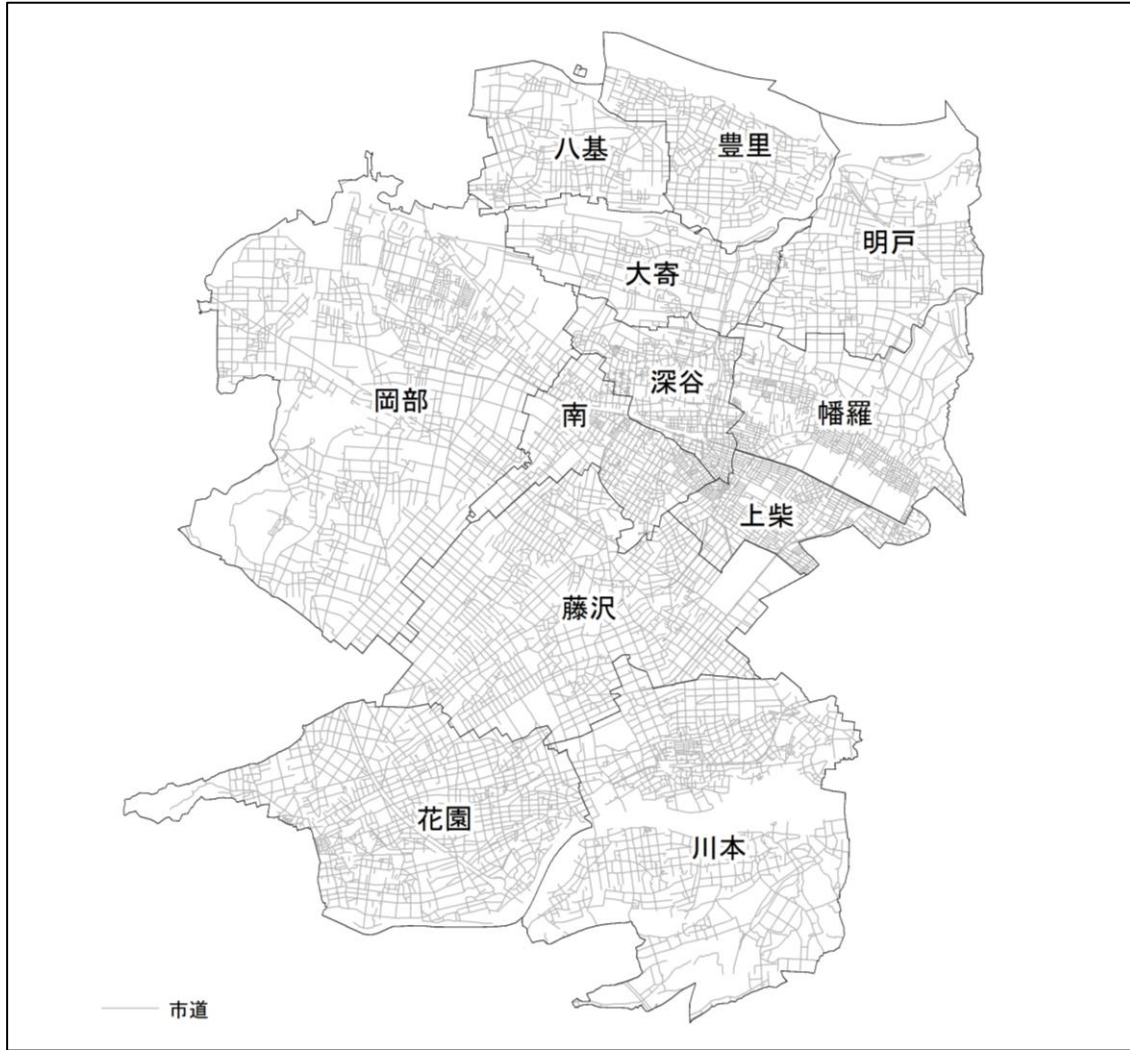 八基
豊里
明戸
大寄
深谷
岡部
南
幡羅
上柴
藤沢
花園
川本
市道